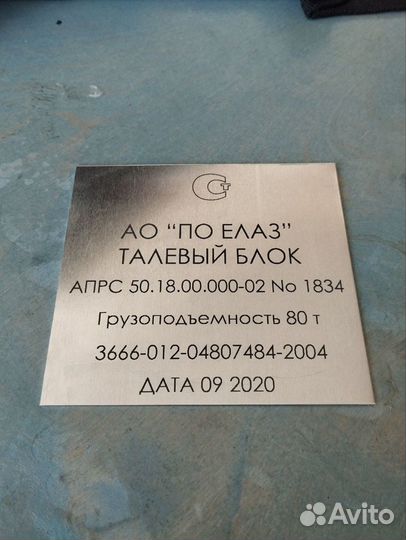 Ст
АО “ПО ЕЛАЗ”
ТАЛЕВЫЙ БЛОК
АПРС 50.18.00.000-02 No 1834
Грузоподъемность 80 т
3666-012-04807484-2004
ДАТА 09 2020
Avito